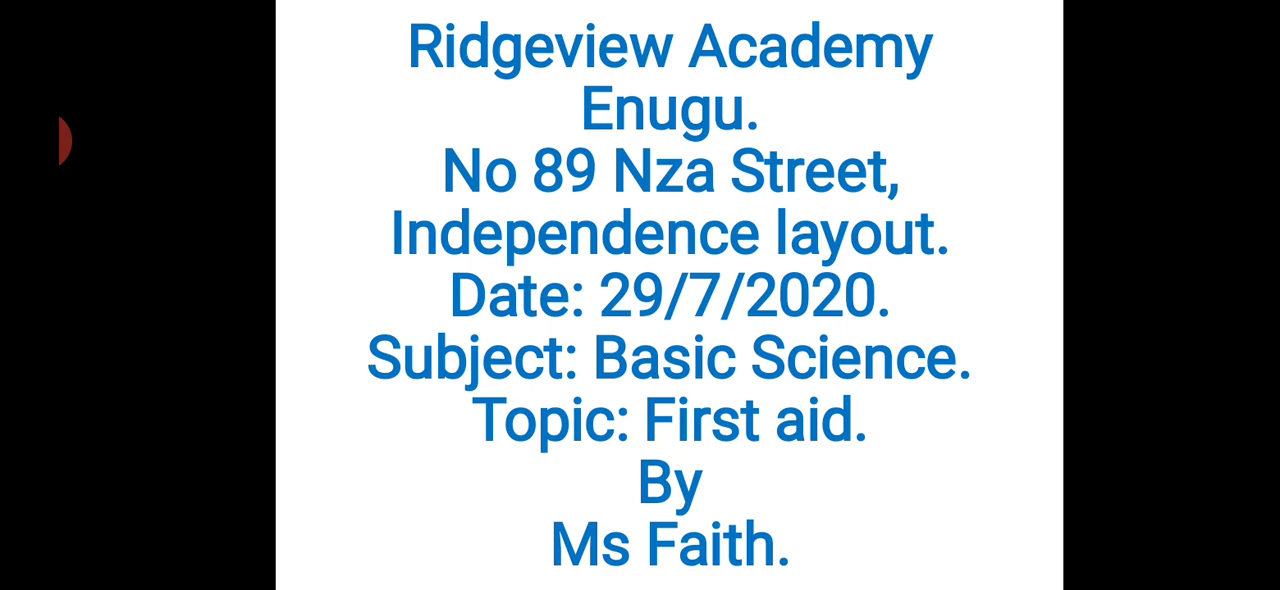 Ridgeview Academy
Enugu.
No 89 Nza Street,
Independence layout.
Date: 29/7/2020.
Subject: Basic Science.
Topic: First aid.
By
Ms Faith.